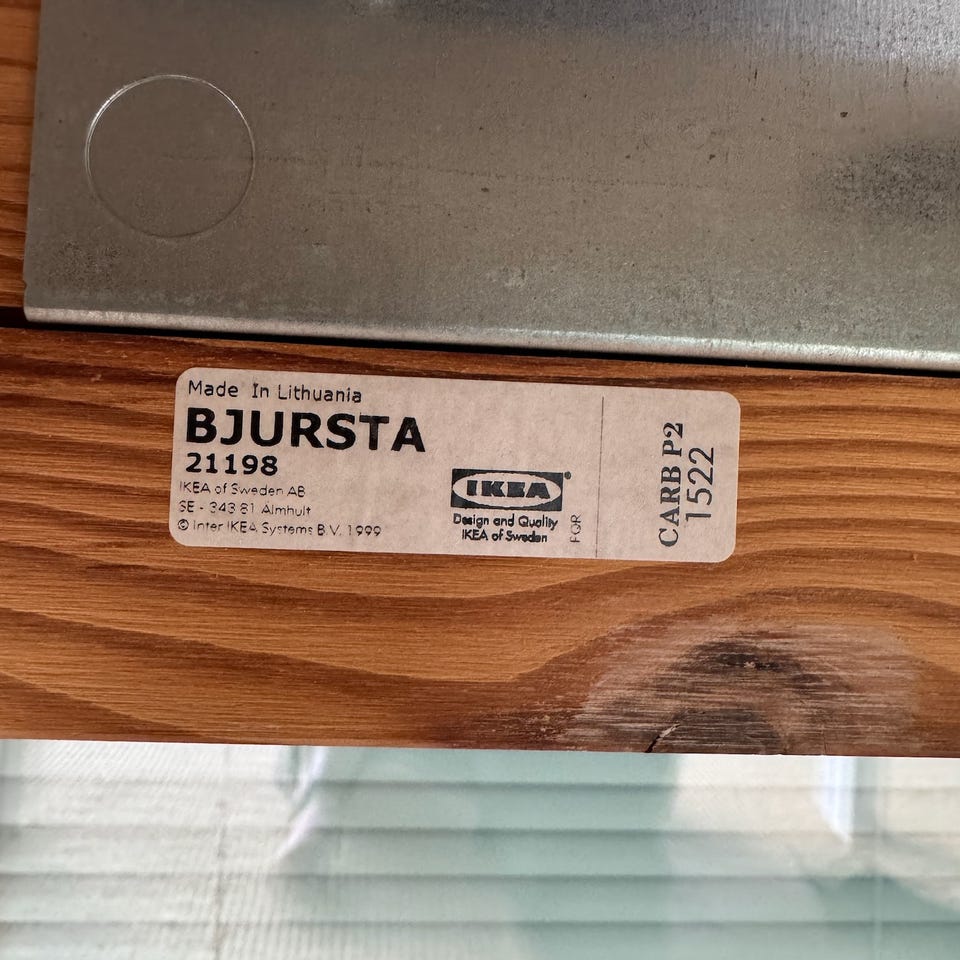 Made In Lithuania
BJURSTA
21198
IKEA of Sweden AB
SE - 343 81 Almhult
© Inter IKEA Systems B.V. 1999
IKEA®
Design and Quality
IKEA of Sweden
FQR
CARB P2
1522